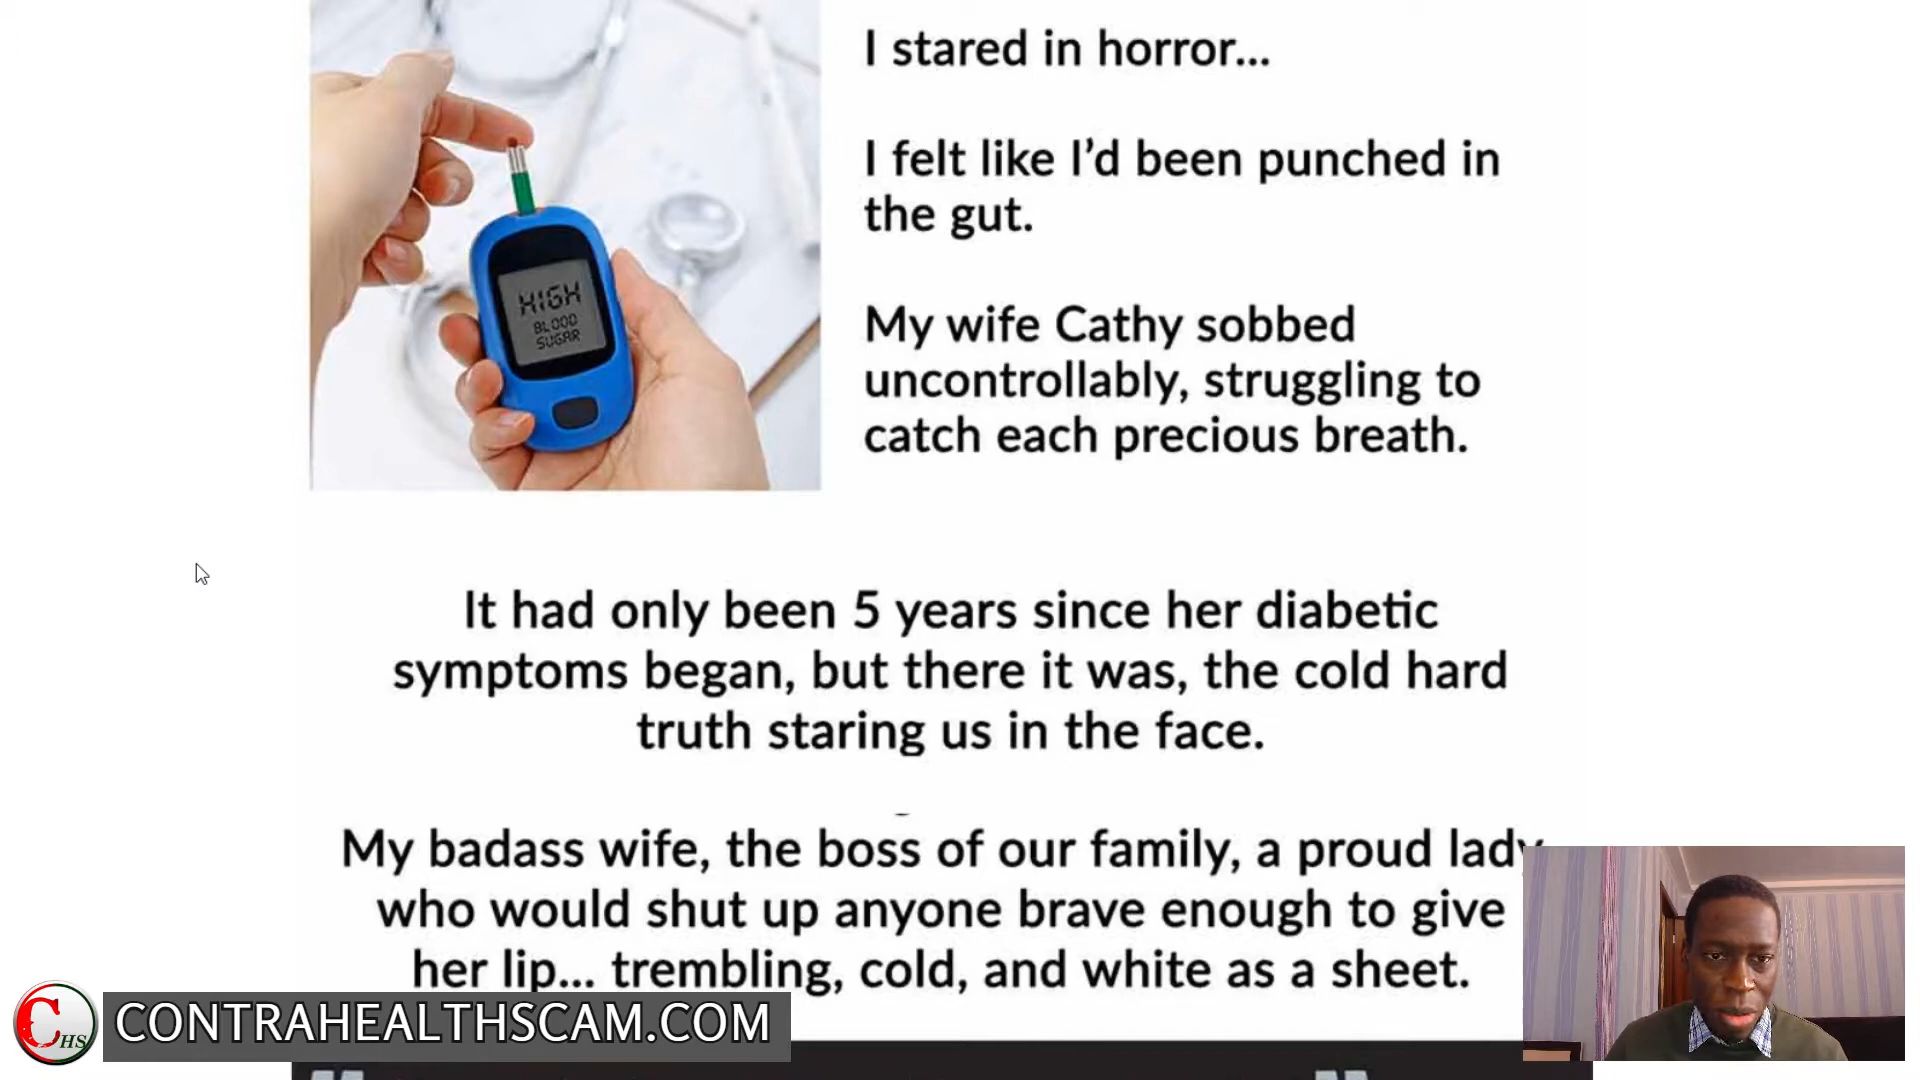 I stared in horror...
I felt like I’d been punched in
the gut.
My wife Cathy sobbed
uncontrollably, struggling to
catch each precious breath.
HIGH
BLOOD
SUGAR
It had only been 5 years since her diabetic
symptoms began, but there it was, the cold hard
truth staring us in the face.
My badass wife, the boss of our family, a proud lady
who would shut up anyone brave enough to give
her lip... trembling, cold, and white as a sheet.
CHS
CONTRAHEALTHSCAM.COM